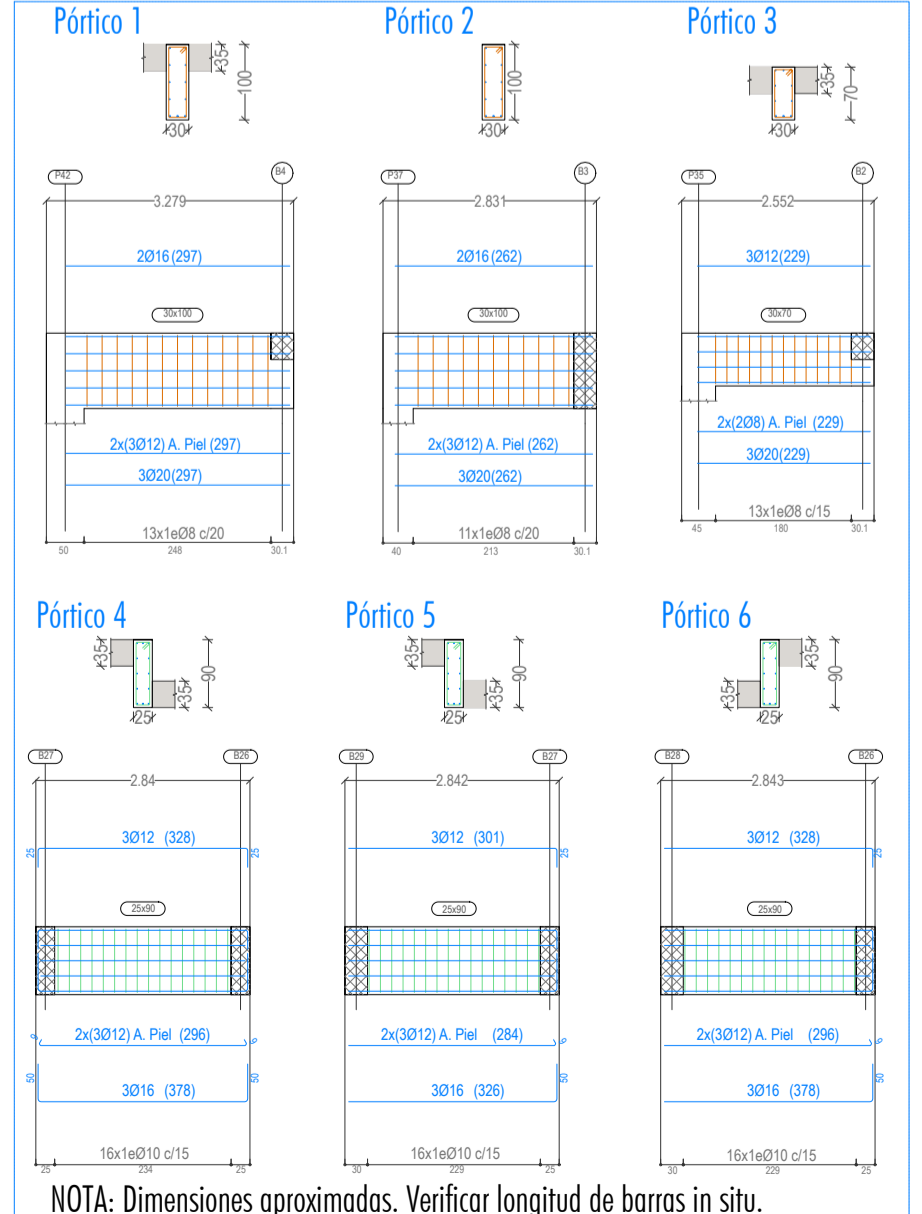 Pórtico 1
35
100
30
P42
B4
3.279
2Ø16(297)
30x100
2x(3Ø12) A. Piel (297)
3Ø20(297)
13x1eØ8 c/20
50
248
30.1
Pórtico 2
100
30
P37
B3
2.831
2Ø16(262)
30x100
2x(3Ø12) A. Piel (262)
3Ø20(262)
11x1eØ8 c/20
40
213
30.1
Pórtico 3
35
70
30
P35
B2
2.552
3Ø12(229)
30x70
2x(2Ø8) A. Piel (229)
3Ø20(229)
13x1eØ8 c/15
45
180
30.1
Pórtico 4
35
35
90
25
B27
B26
2.84
3Ø12 (328)
25
25
25x90
2x(3Ø12) A. Piel (296)
9
9
3Ø16 (378)
50
50
16x1eØ10 c/15
25
234
25
Pórtico 5
35
35
90
25
B29
B27
2.842
3Ø12 (301)
25
25x90
2x(3Ø12) A. Piel (284)
9
3Ø16 (326)
50
16x1eØ10 c/15
30
229
25
Pórtico 6
35
35
90
25
B28
B26
2.843
3Ø12 (328)
25
25x90
2x(3Ø12) A. Piel (296)
9
3Ø16 (378)
50
16x1eØ10 c/15
30
229
25
NOTA: Dimensiones aproximadas. Verificar longitud de barras in situ.